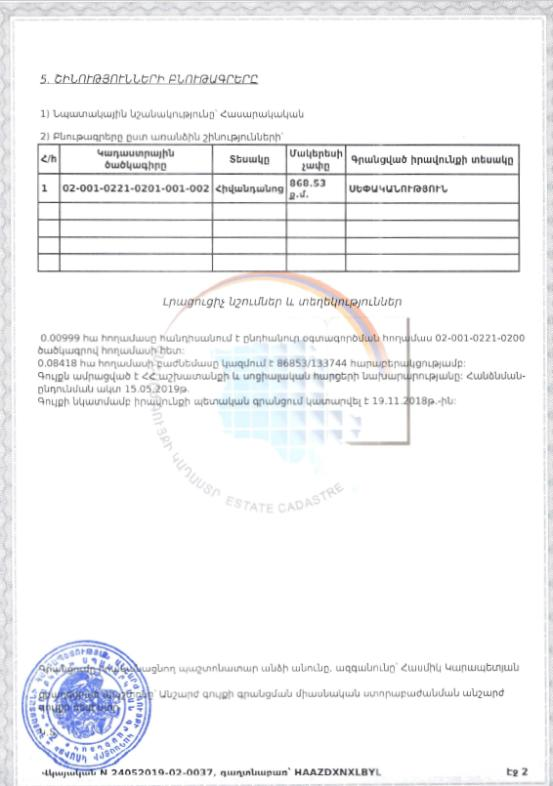 5. ՇԻՆՈՒԹՅՈՒՆՆԵՐԻ ԲՆՈՒԹԱԳՐԵՐԸ
1) Նպատակային նշանակությունը՝ Հասարակական
2) Բնութագրերը ըստ առանձին շինությունների՝
Հ/հ Կադաստրային ծածկագիրը Տեսակը Մակերեսի չափը Գրանցված իրավունքի տեսակը
1 02-001-0221-0201-001-002 Հիվանդանոց 868.53 ք.մ. ՍԵՓԱԿԱՆՈՒԹՅՈՒՆ
Լրացուցիչ նշումներ և տեղեկություններ
0.00999 հա հողամասը հանդիսանում է ընդհանուր օգտագործման հողամաս 02-001-0221-0200
ծածկագրով հողամասի հետ:
0.08418 հա հողամասի բաժնեմասը կազմում է 86853/133744 հարաբերակցությամբ:
Գույքն ամրացված է ՀՀ աշխատանքի և սոցիալական հարցերի նախարարությանը: Հանձնման-
ընդունման ակտ 15.05.2019թ.
Գույքի նկատմամբ իրավունքի պետական գրանցում կատարվել է 19.11.2018թ.-ին:
ԳՈՒՅՔԻ ԿԱԴԱՍՏՐ ESTATE CADASTRE
պաշտոնատար անձի անունը, ազգանունը՝ Հասմիկ Կարապետյան
Անշարժ գույքի գրանցման միասնական ստորաբաժանման անշարժ
գույքի
Կ.Տ.
Վկայական N 24052019-02-0037, գաղտնաբառ՝ HAAZDXNXLBYL Էջ 2